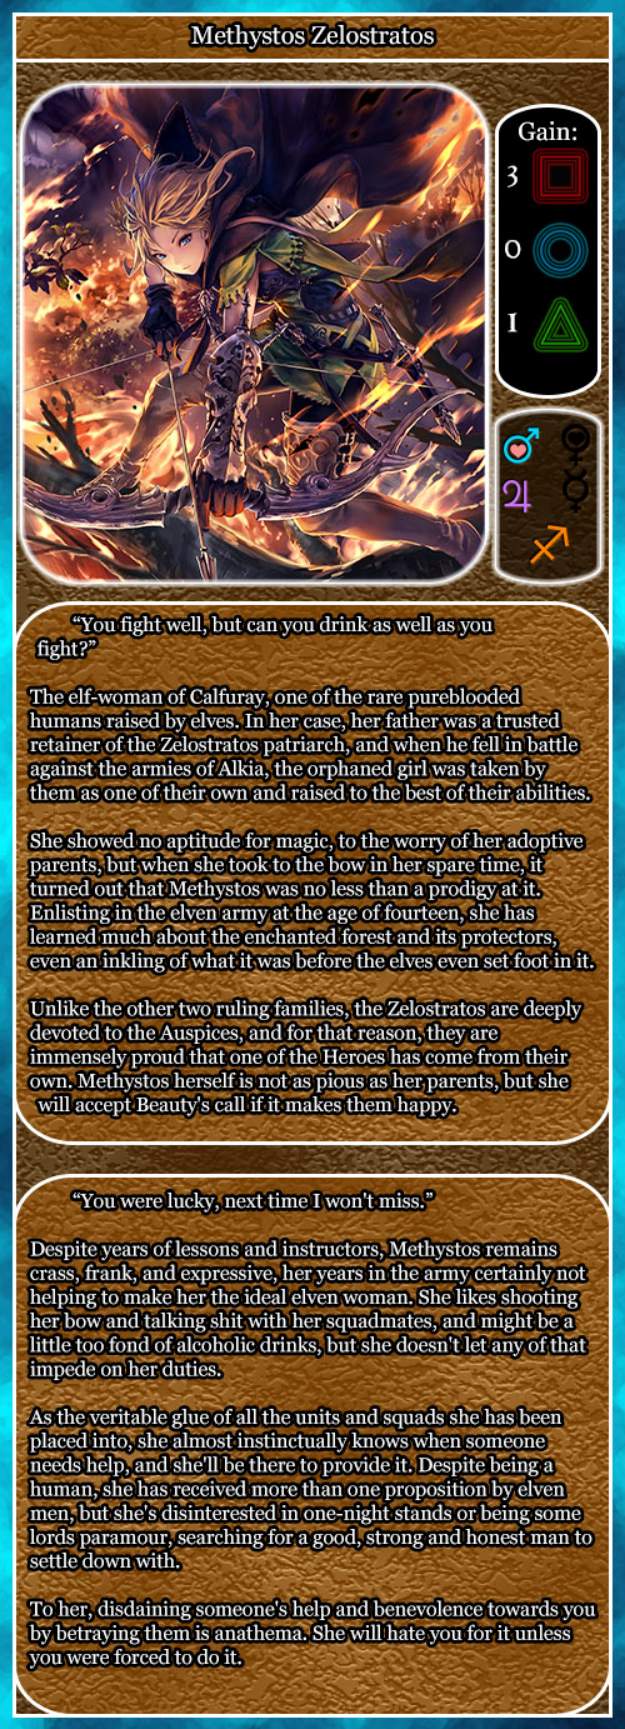 Methystos Zelostratos
Gain:
3
0
1
“You fight well, but can you drink as well as you
fight?”
The elf-woman of Calfuray, one of the rare pureblooded
humans raised by elves. In her case, her father was a trusted
retainer of the Zelostratos patriarch, and when he fell in battle
against the armies of Alkia, the orphaned girl was taken by
them as one of their own and raised to the best of their abilities.
She showed no aptitude for magic, to the worry of her adoptive
parents, but when she took to the bow in her spare time, it
turned out that Methystos was no less than a prodigy at it.
Enlisting in the elven army at the age of fourteen, she has
learned much about the enchanted forest and its protectors,
even an inkling of what it was before the elves even set foot in it.
Unlike the other two ruling families, the Zelostratos are deeply
devoted to the Auspices, and for that reason, they are
immensely proud that one of the Heroes has come from their
own. Methystos herself is not as pious as her parents, but she
will accept Beauty's call if it makes them happy.
“You were lucky, next time I won't miss.”
Despite years of lessons and instructors, Methystos remains
crass, frank, and expressive, her years in the army certainly not
helping to make her the ideal elven woman. She likes shooting
her bow and talking shit with her squadmates, and might be a
little too fond of alcoholic drinks, but she doesn't let any of that
impede on her duties.
As the veritable glue of all the units and squads she has been
placed into, she almost instinctually knows when someone
needs help, and she'll be there to provide it. Despite being a
human, she has received more than one proposition by elven
men, but she's disinterested in one-night stands or being some
lords paramour, searching for a good, strong and honest man to
settle down with.
To her, disdaining someone's help and benevolence towards you
by betraying them is anathema. She will hate you for it unless
you were forced to do it.